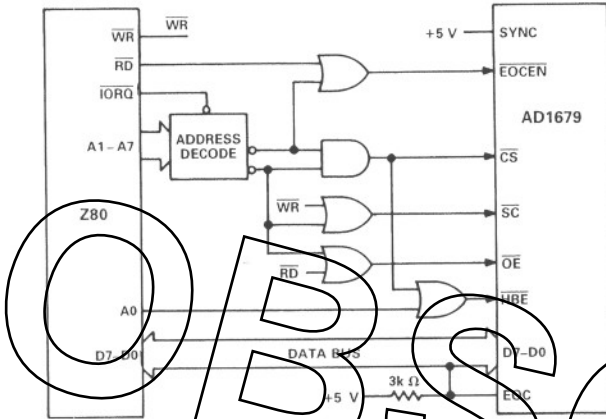 WR
WR
+5 V
SYNC
RD
EOCEN
IORQ
AD1679
A1–A7
ADDRESS
DECODE
CS
Z80
WR
SC
OE
RD
A0
HBE
D7–D0
DATA BUS
D7–D0
3k Ω
+5 V
EOC
OBS